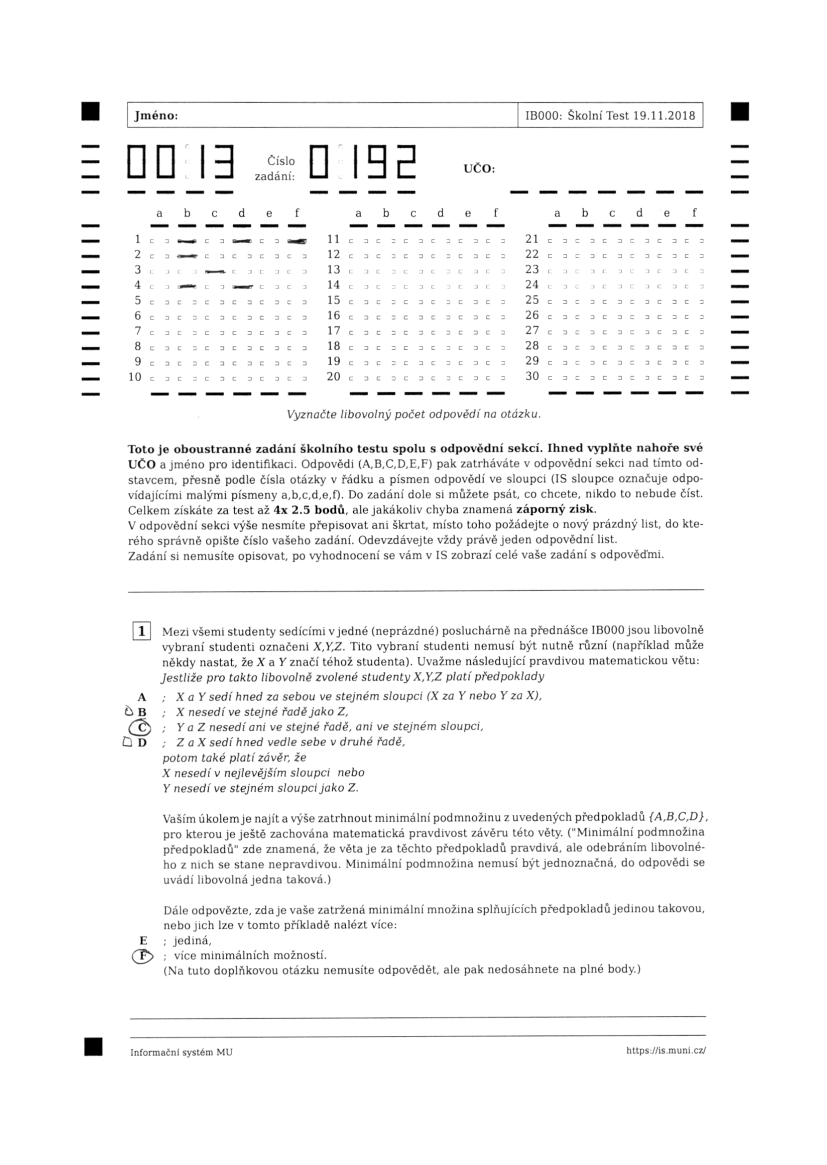 Jméno: IB000: Školní Test 19.11.2018
00 13 Číslo zadání: 0 192 UČO:
a b c d e f a b c d e f a b c d e f
1 11 21
2 12 22
3 13 23
4 14 24
5 15 25
6 16 26
7 17 27
8 18 28
9 19 29
10 20 30
Vyznačte libovolný počet odpovědí na otázku.
Toto je oboustranné zadání školního testu spolu s odpovědní sekcí. Ihned vyplňte nahoře své
UČO a jméno pro identifikaci. Odpovědi (A,B,C,D,E,F) pak zatrháváte v odpovědní sekci nad tímto od-
stavcem, přesně podle čísla otázky v řádku a písmen odpovědí ve sloupci (IS sloupce označuje odpo-
vídajícími malými písmeny a,b,c,d,e,f). Do zadání dole si můžete psát, co chcete, nikdo to nebude číst.
Celkem získáte za test až 4x 2.5 bodů, ale jakákoliv chyba znamená záporný zisk.
V odpovědní sekci výše nesmíte přepisovat ani škrtat, místo toho požádejte o nový prázdný list, do kte-
rého správně opište číslo vašeho zadání. Odevzdávejte vždy právě jeden odpovědní list.
Zadání si nemusíte opisovat, po vyhodnocení se vám v IS zobrazí celé vaše zadání s odpověďmi.
1 Mezi všemi studenty sedícími v jedné (neprázdné) posluchárně na přednášce IB000 jsou libovolně
vybraní studenti označeni X,Y,Z. Tito vybraní studenti nemusí být nutně různí (například může
někdy nastat, že X a Y značí téhož studenta). Uvažme následující pravdivou matematickou větu:
Jestliže pro takto libovolně zvolené studenty X,Y,Z platí předpoklady
A ; X a Y sedí hned za sebou ve stejném sloupci (X za Y nebo Y za X),
B ; X nesedí ve stejné řadě jako Z,
C ; Y a Z nesedí ani ve stejné řadě, ani ve stejném sloupci,
D ; Z a X sedí hned vedle sebe v druhé řadě,
potom také platí závěr, že
X nesedí v nejlevějším sloupci nebo
Y nesedí ve stejném sloupci jako Z.
Vaším úkolem je najít a výše zatrhnout minimální podmnožinu z uvedených předpokladů {A,B,C,D},
pro kterou je ještě zachována matematická pravdivost závěru této věty. ("Minimální podmnožina
předpokladů" zde znamená, že věta je za těchto předpokladů pravdivá, ale odebráním libovolné-
ho z nich se stane nepravdivou. Minimální podmnožina nemusí být jednoznačná, do odpovědi se
uvádí libovolná jedna taková.)
Dále odpovězte, zda je vaše zatržená minimální množina splňujících předpokladů jedinou takovou,
nebo jich lze v tomto příkladě nalézt více:
E ; jediná,
F ; více minimálních možností.
(Na tuto doplňkovou otázku nemusíte odpovědět, ale pak nedosáhnete na plné body.)
Informační systém MU https://is.muni.cz/